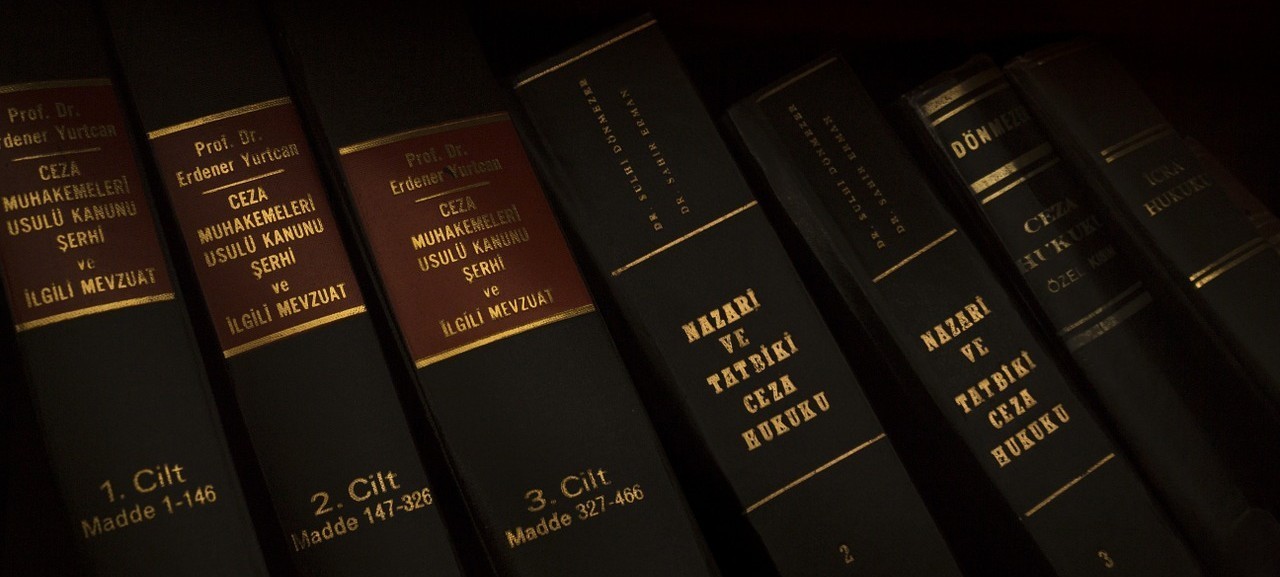 Prof. Dr.
Erdener Yurtcan
CEZA
MUHAKEMELERİ
USULÜ KANUNU
ŞERHİ
ve
İLGİLİ MEVZUAT
1. Cilt
Madde 1-146
Prof. Dr.
Erdener Yurtcan
CEZA
MUHAKEMELERİ
USULÜ KANUNU
ŞERHİ
ve
İLGİLİ MEVZUAT
2. Cilt
Madde 147-326
Prof. Dr.
Erdener Yurtcan
CEZA
MUHAKEMELERİ
USULÜ KANUNU
ŞERHİ
ve
İLGİLİ MEVZUAT
3. Cilt
Madde 327-466
DR. SULHİ DÖNMEZER
DR. SAHİR ERMAN
NAZARİ
VE
TATBİKİ
CEZA
HUKUKU
2
DR. SULHİ DÖNMEZER
DR. SAHİR ERMAN
NAZARİ
VE
TATBİKİ
CEZA
HUKUKU
3
DÖNMEZER
CEZA
HUKUKU
ÖZEL
İCRA
HUKUKU